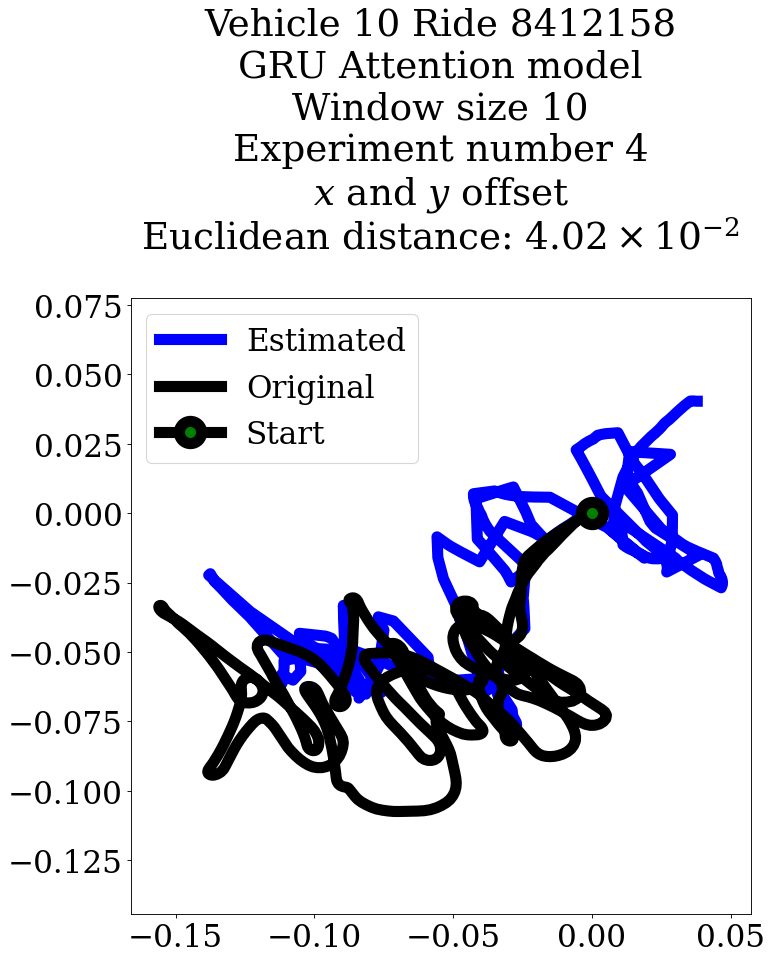 Vehicle 10 Ride 8412158
GRU Attention model
Window size 10
Experiment number 4
x and y offset
Euclidean distance: 4.02 × 10⁻²
Estimated
Original
Start
0.075
0.050
0.025
0.000
−0.025
−0.050
−0.075
−0.100
−0.125
−0.15
−0.10
−0.05
0.00
0.05